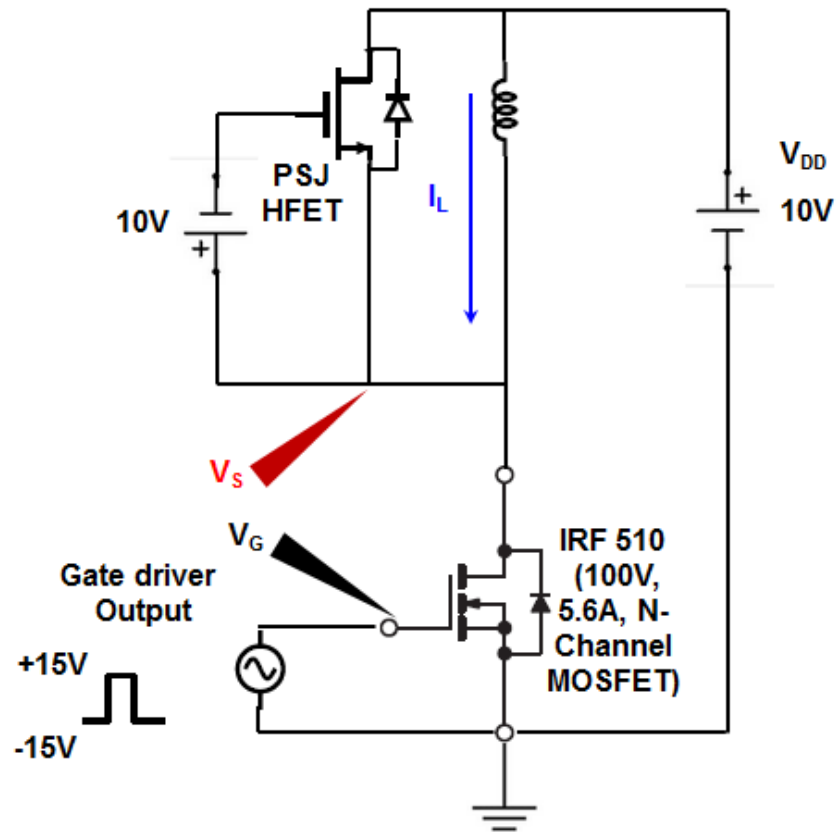 PSJ
HFET
10V
+
I_L
V_DD
+
10V
V_S
V_G
Gate driver
Output
+15V
-15V
IRF 510
(100V,
5.6A, N-
Channel
MOSFET)